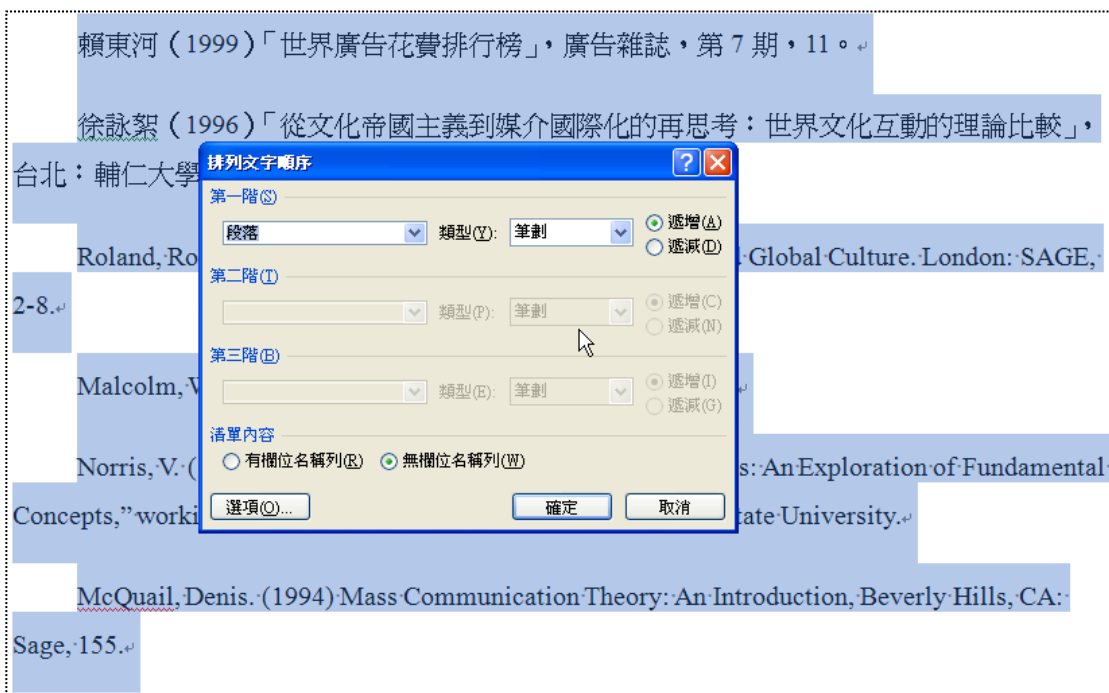 賴東河（1999）「世界廣告花費排行榜」，廣告雜誌，第 7 期，11。
徐詠絮（1996）「從文化帝國主義到媒介國際化的再思考：世界文化互動的理論比較」，
台北：輔仁大學
排列文字順序
第一階(S)
段落 類型(Y): 筆劃 遞增(A)
遞減(D)
Roland, Global Culture. London: SAGE,
第二階(T)
2-8.
類型(P): 筆劃 遞增(C)
遞減(N)
第三階(B)
Malcolm,
類型(E): 筆劃 遞增(I)
遞減(G)
清單內容
有欄位名稱列(R) 無欄位名稱列(W)
Norris, V. ( An Exploration of Fundamental
選項(O)... 確定 取消
Concepts,” University.
McQuail, Denis. (1994) Mass Communication Theory: An Introduction, Beverly Hills, CA:
Sage, 155.